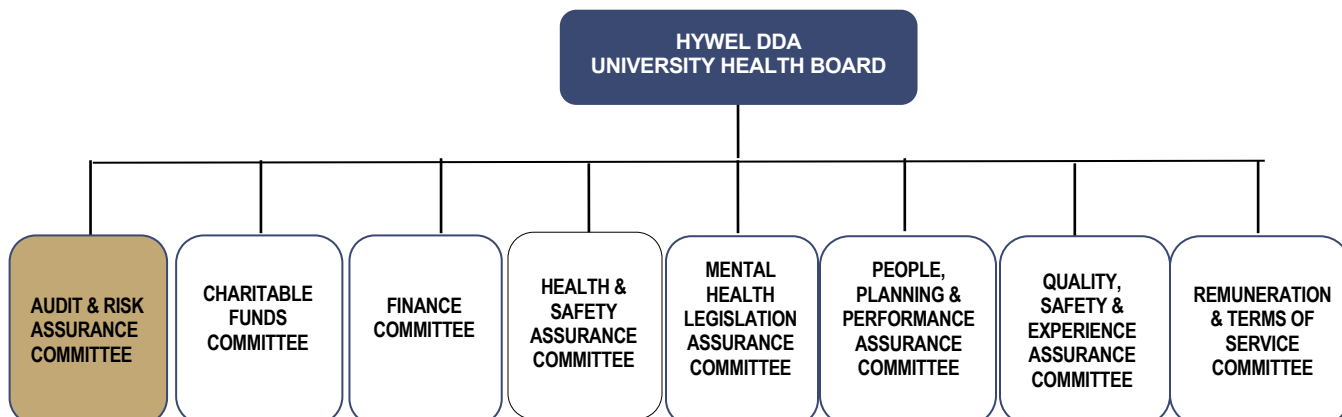 HYWEL DDA
UNIVERSITY HEALTH BOARD
AUDIT & RISK
ASSURANCE
COMMITTEE
CHARITABLE
FUNDS
COMMITTEE
FINANCE
COMMITTEE
HEALTH &
SAFETY
ASSURANCE
COMMITTEE
MENTAL
HEALTH
LEGISLATION
ASSURANCE
COMMITTEE
PEOPLE,
PLANNING &
PERFORMANCE
ASSURANCE
COMMITTEE
QUALITY,
SAFETY &
EXPERIENCE
ASSURANCE
COMMITTEE
REMUNERATION
& TERMS OF
SERVICE
COMMITTEE